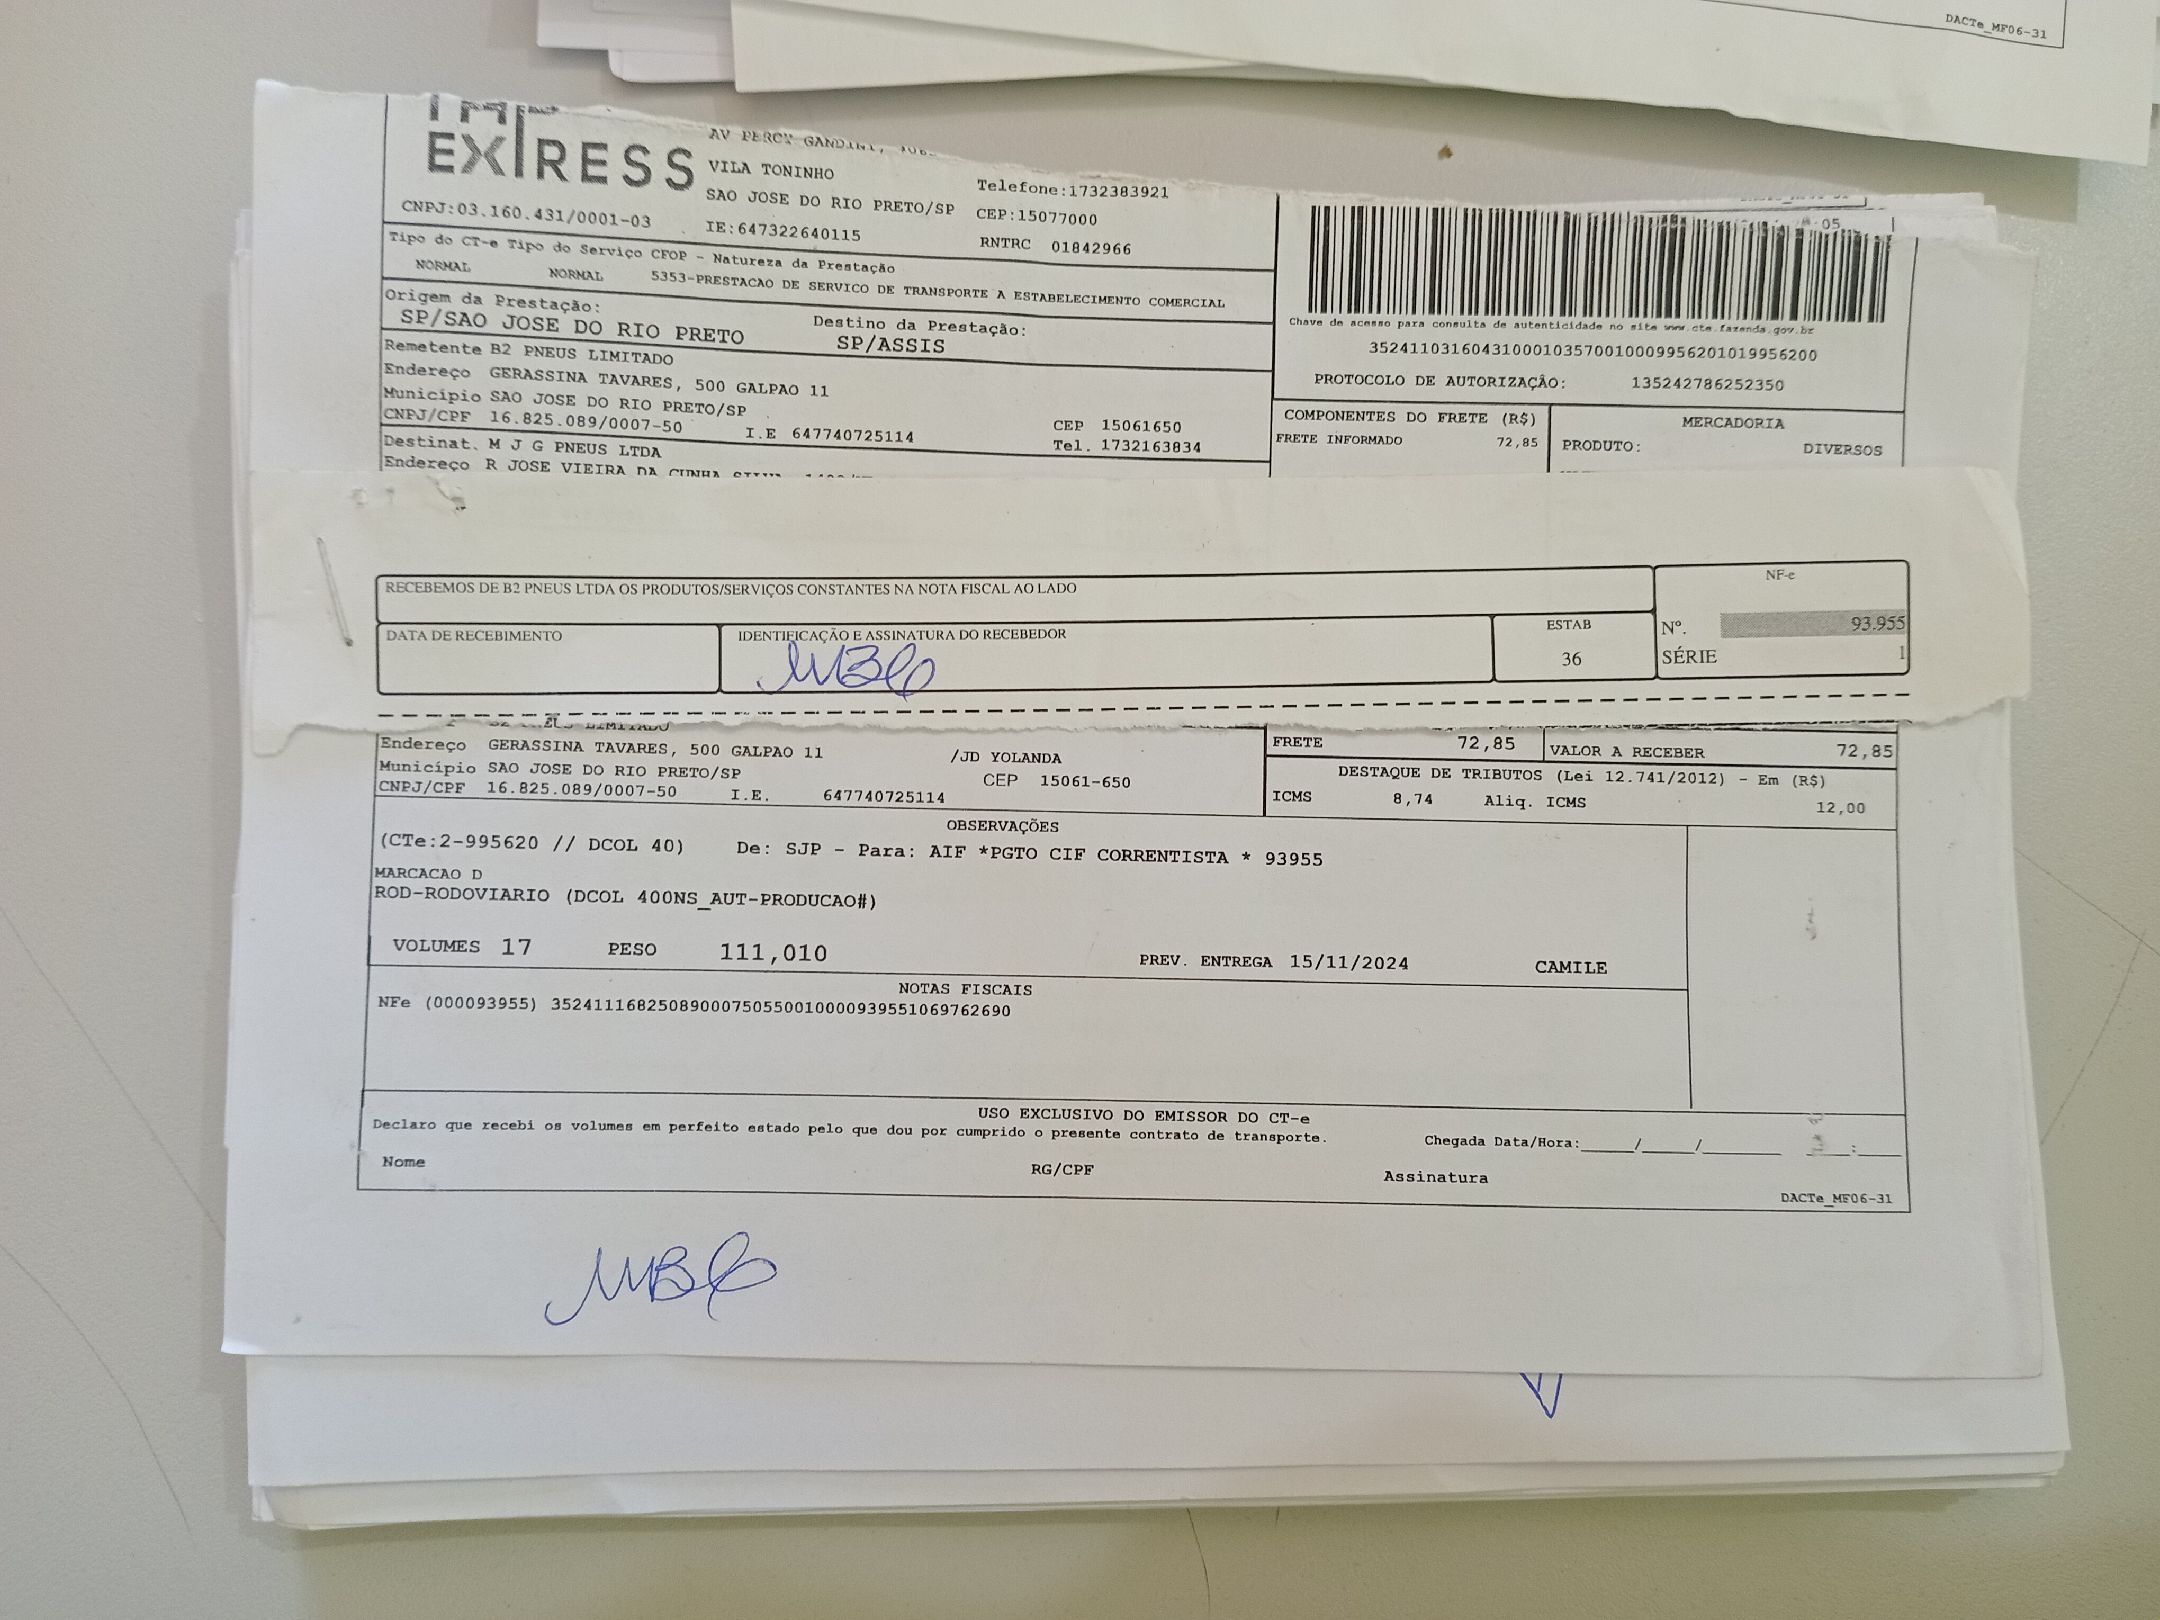 DACTe_MF06-31
EXPRESS
AV PERCY GANDINI,
VILA TONINHO
SAO JOSE DO RIO PRETO/SP
Telefone:1732383921
CEP:15077000
CNPJ:03.160.431/0001-03
IE:647322640115
RNTRC 01842966
05
Tipo do CT-e Tipo do Serviço CFOP - Natureza da Prestação
NORMAL NORMAL 5353-PRESTACAO DE SERVICO DE TRANSPORTE A ESTABELECIMENTO COMERCIAL
Origem da Prestação:
SP/SAO JOSE DO RIO PRETO
Destino da Prestação:
SP/ASSIS
Chave de acesso para consulta de autenticidade no site www.cte.fazenda.gov.br
35241103160431000103570010009956201019956200
PROTOCOLO DE AUTORIZAÇÃO: 135242786252350
Remetente B2 PNEUS LIMITADO
Endereço GERASSINA TAVARES, 500 GALPAO 11
Município SAO JOSE DO RIO PRETO/SP
CEP 15061650
CNPJ/CPF 16.825.089/0007-50 I.E 647740725114
Tel. 1732163834
Destinat. M J G PNEUS LTDA
Endereço R JOSE VIEIRA DA CUNHA
COMPONENTES DO FRETE (R$)
FRETE INFORMADO 72,85
MERCADORIA
PRODUTO: DIVERSOS
RECEBEMOS DE B2 PNEUS LTDA OS PRODUTOS/SERVIÇOS CONSTANTES NA NOTA FISCAL AO LADO
NF-e
Nº. 93.955
SÉRIE 1
DATA DE RECEBIMENTO
IDENTIFICAÇÃO E ASSINATURA DO RECEBEDOR
ESTAB
36
Endereço GERASSINA TAVARES, 500 GALPAO 11 /JD YOLANDA
Município SAO JOSE DO RIO PRETO/SP CEP 15061-650
CNPJ/CPF 16.825.089/0007-50 I.E. 647740725114
FRETE 72,85 VALOR A RECEBER 72,85
DESTAQUE DE TRIBUTOS (Lei 12.741/2012) - Em (R$)
ICMS 8,74 Aliq. ICMS 12,00
OBSERVAÇÕES
(CTe:2-995620 // DCOL 40) De: SJP - Para: AIF *PGTO CIF CORRENTISTA * 93955
MARCACAO D
ROD-RODOVIARIO (DCOL 400NS_AUT-PRODUCAO#)
VOLUMES 17 PESO 111,010 PREV. ENTREGA 15/11/2024 CAMILE
NOTAS FISCAIS
NFe (000093955) 35241116825089000750550010000939551069762690
USO EXCLUSIVO DO EMISSOR DO CT-e
Declaro que recebi os volumes em perfeito estado pelo que dou por cumprido o presente contrato de transporte.
Chegada Data/Hora:_____/_____/_______ ____:____
Nome RG/CPF Assinatura
DACTe_MF06-31